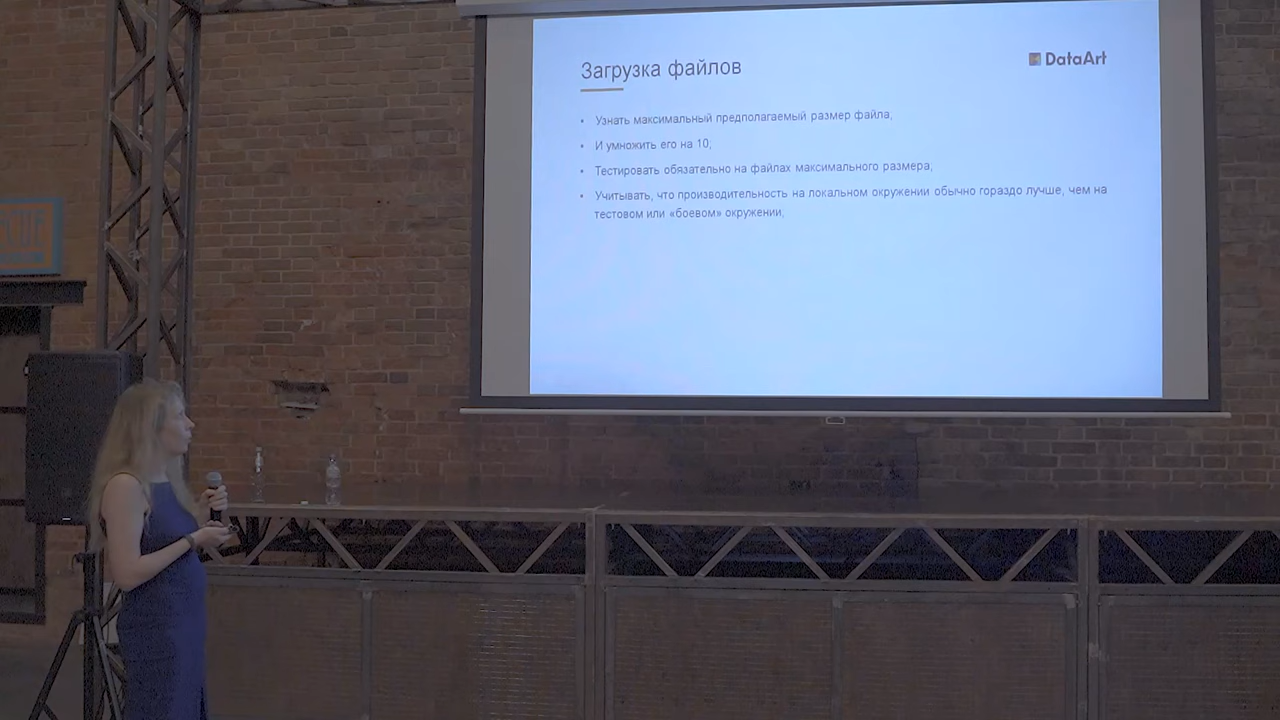 Загрузка файлов
DataArt
• Узнать максимальный предполагаемый размер файла;
• И умножить его на 10;
• Тестировать обязательно на файлах максимального размера;
• Учитывать, что производительность на локальном окружении обычно гораздо лучше, чем на
тестовом или «боевом» окружении;